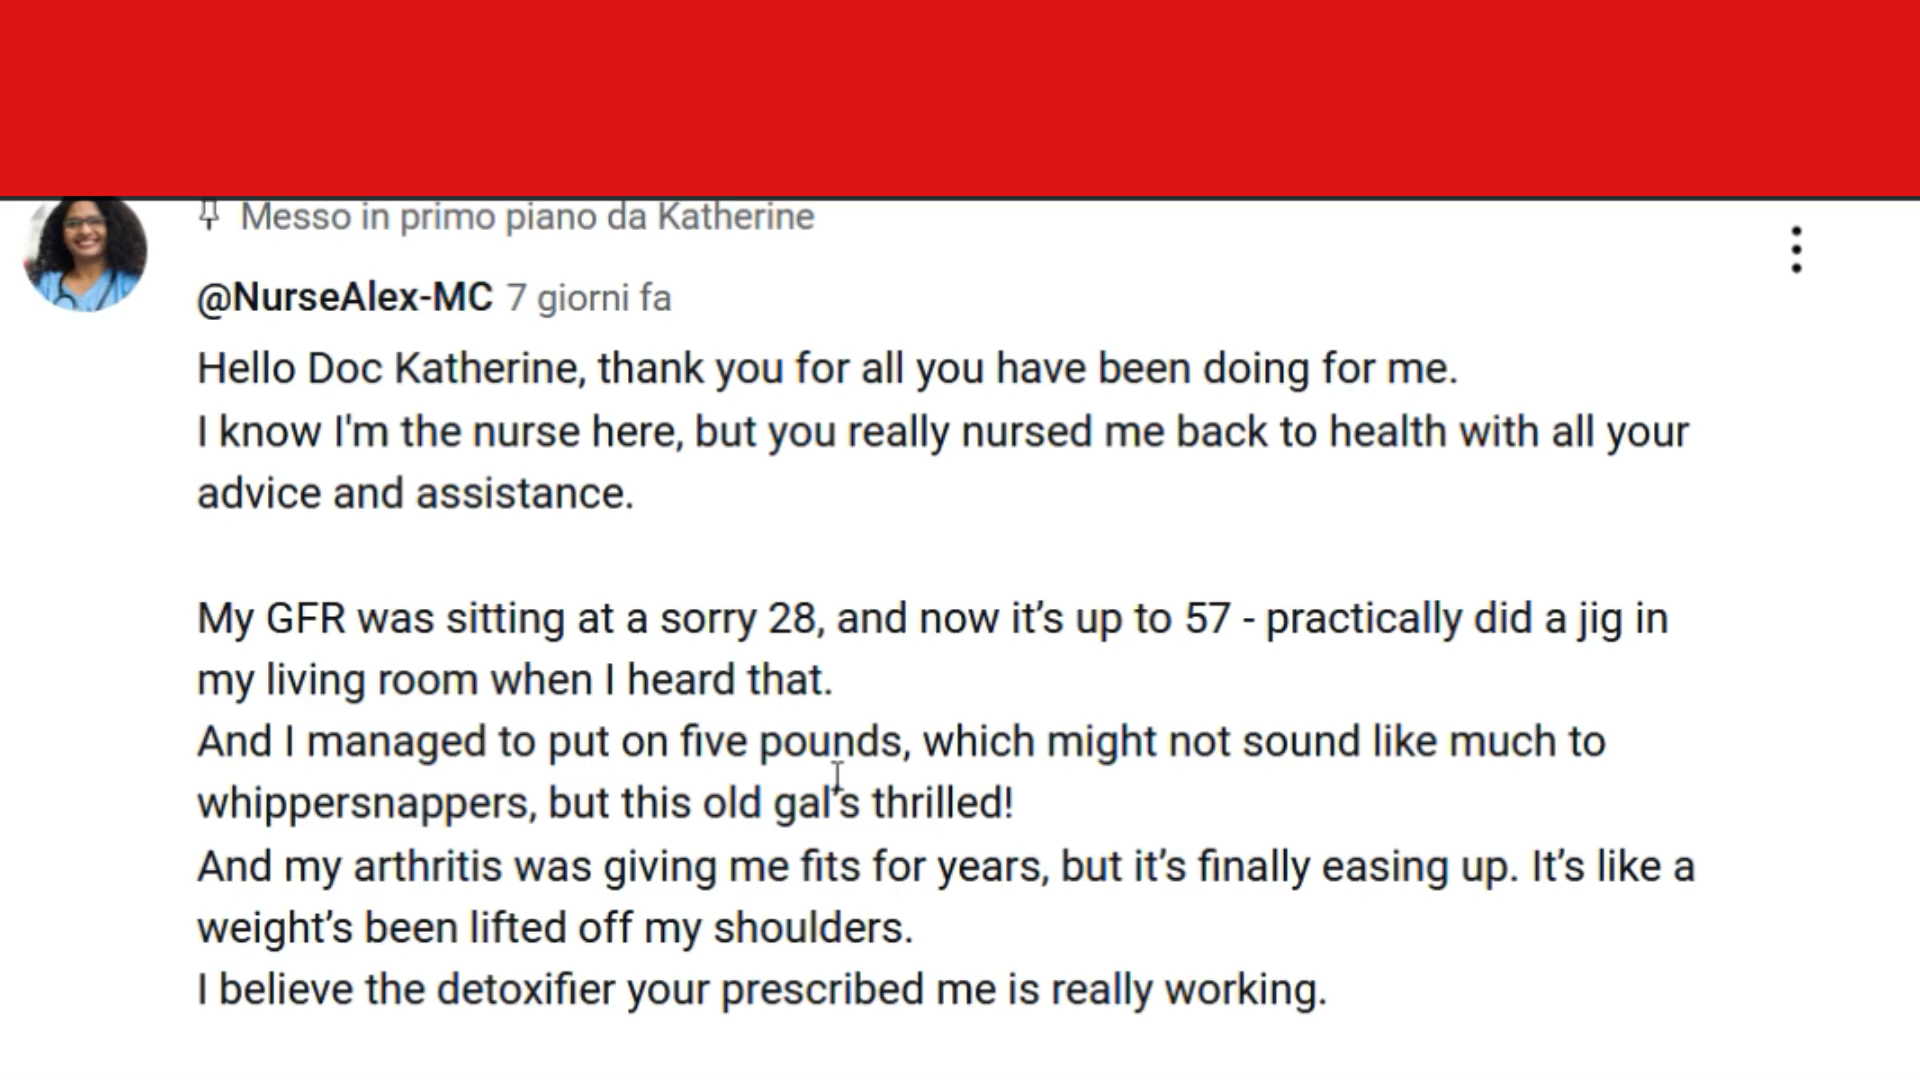 Messo in primo piano da Katherine
@NurseAlex-MC 7 giorni fa
Hello Doc Katherine, thank you for all you have been doing for me.
I know I'm the nurse here, but you really nursed me back to health with all your
advice and assistance.
My GFR was sitting at a sorry 28, and now it’s up to 57 - practically did a jig in
my living room when I heard that.
And I managed to put on five pounds, which might not sound like much to
whippersnappers, but this old gal’s thrilled!
And my arthritis was giving me fits for years, but it’s finally easing up. It’s like a
weight’s been lifted off my shoulders.
I believe the detoxifier your prescribed me is really working.